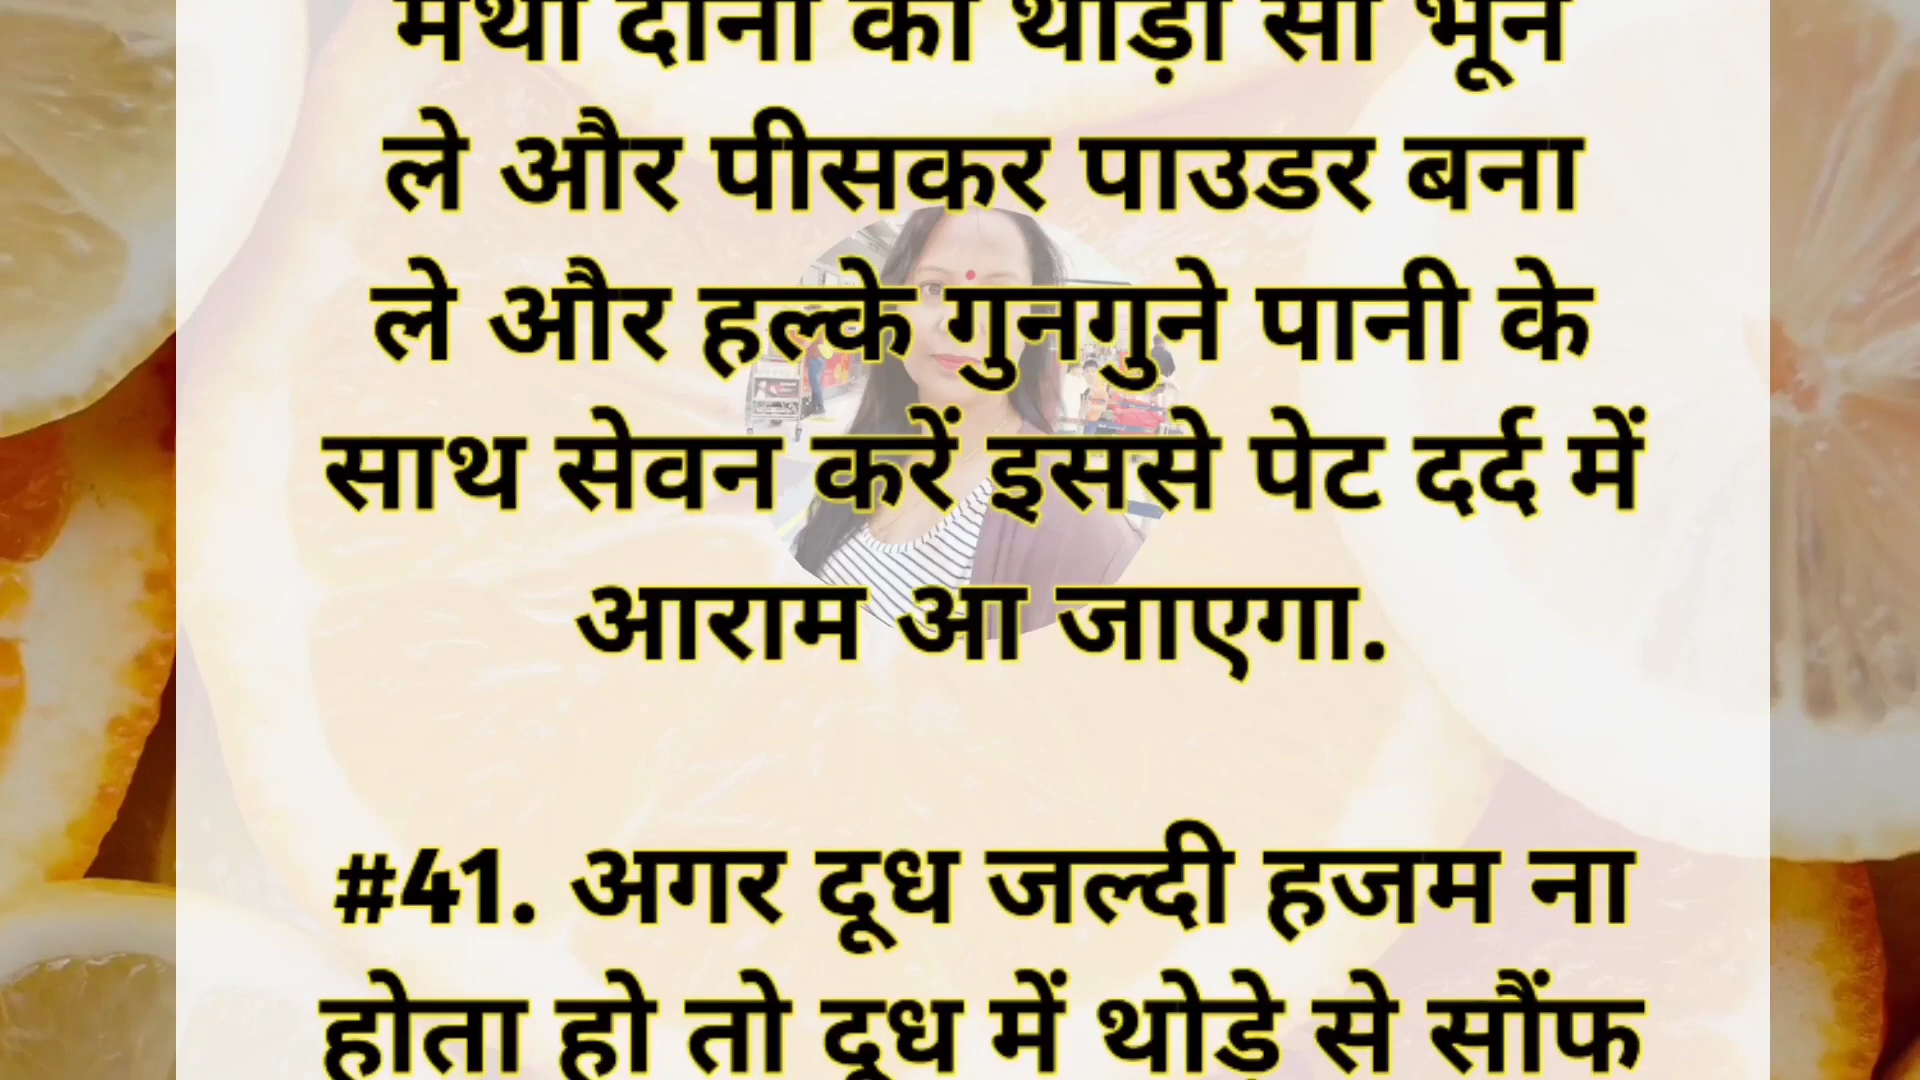 मेथी दाना को थोड़ा सा भून
ले और पीसकर पाउडर बना
ले और हल्के गुनगुने पानी के
साथ सेवन करें इससे पेट दर्द में
आराम आ जाएगा.
#41. अगर दूध जल्दी हजम ना
होता हो तो दूध में थोड़े से सौंफ